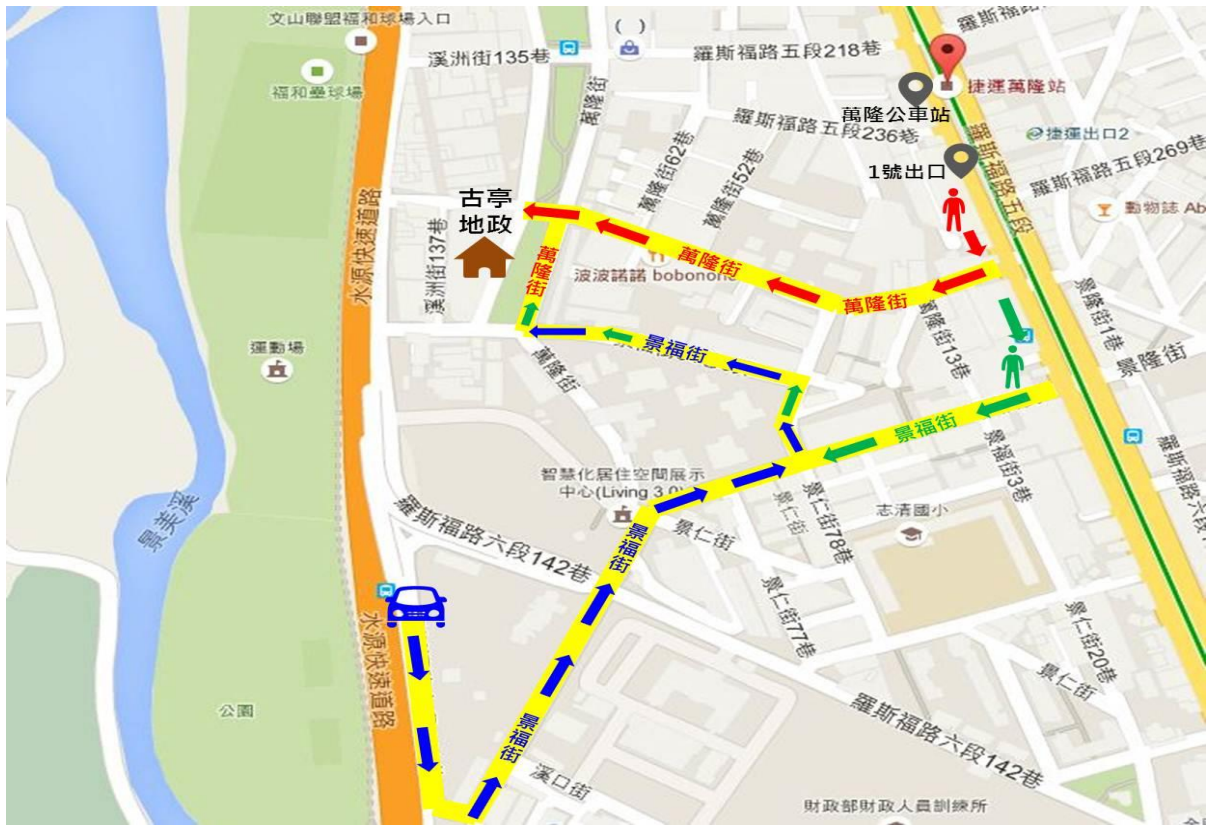 文山聯盟福和球場入口
( )
羅斯福路
溪洲街135巷
羅斯福路五段218巷
福和壘球場
萬隆街
捷運萬隆站
萬隆公車站
羅斯福路五段236巷
捷運出口2
羅斯福路五段
羅斯福路五段269巷
1號出口
萬隆街62巷
萬隆街52巷
古亭
地政
動物誌 Ab
水源快速道路
溪洲街137巷
萬隆街
萬隆街
波波諾諾 bobonono
萬隆街
萬隆街13巷
景隆街1巷
景隆街
運動場
景福街
萬隆街
景福街
景福街3巷
羅斯福路六段
智慧化居住空間展示
中心(Living 3.0)
景仁街
景仁街
景仁街78巷
志清國小
景美溪
羅斯福路六段142巷
景福街
景仁街77巷
景仁街20巷
景仁街
水源快速道路
公園
景福街
羅斯福路六段142巷
溪口街
財政部財政人員訓練所